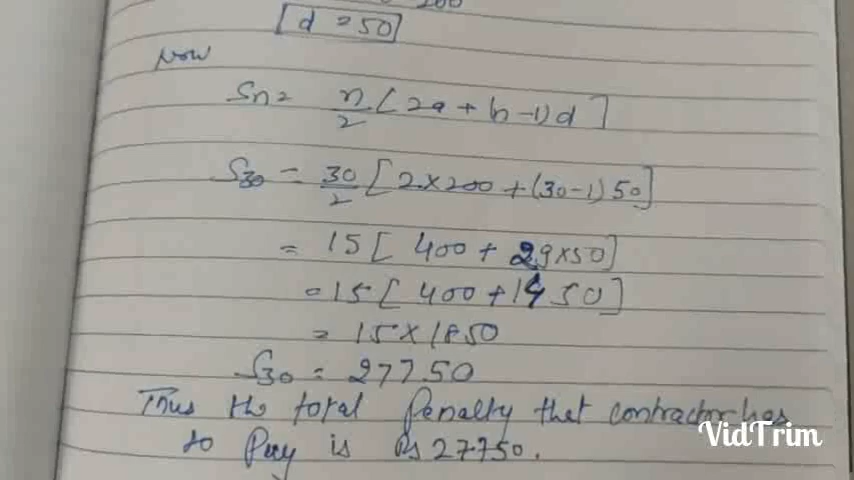 [d = 50]
Now
Sn = n/2 [2a + (n-1)d]
S30 = 30/2 [2×200 + (30-1) 50]
= 15 [400 + 29×50]
= 15 [400 + 1450]
= 15×1850
S30 = 27750
Thus the total Penalty that contractor has
to Pay is Rs 27750.
VidTrim